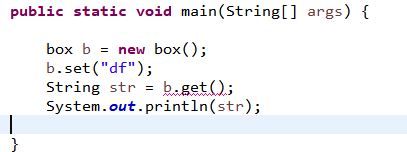 public static void main(String[] args) {
box b = new box();
b.set("df");
String str = b.get();
System.out.println(str);
}